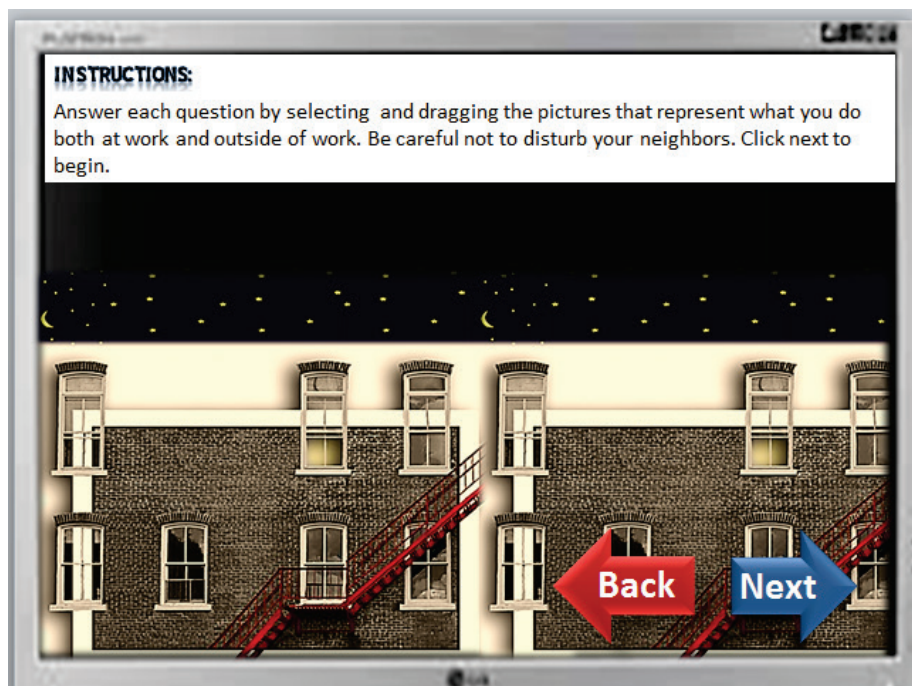 INSTRUCTIONS:
Answer each question by selecting and dragging the pictures that represent what you do
both at work and outside of work. Be careful not to disturb your neighbors. Click next to
begin.
Back
Next